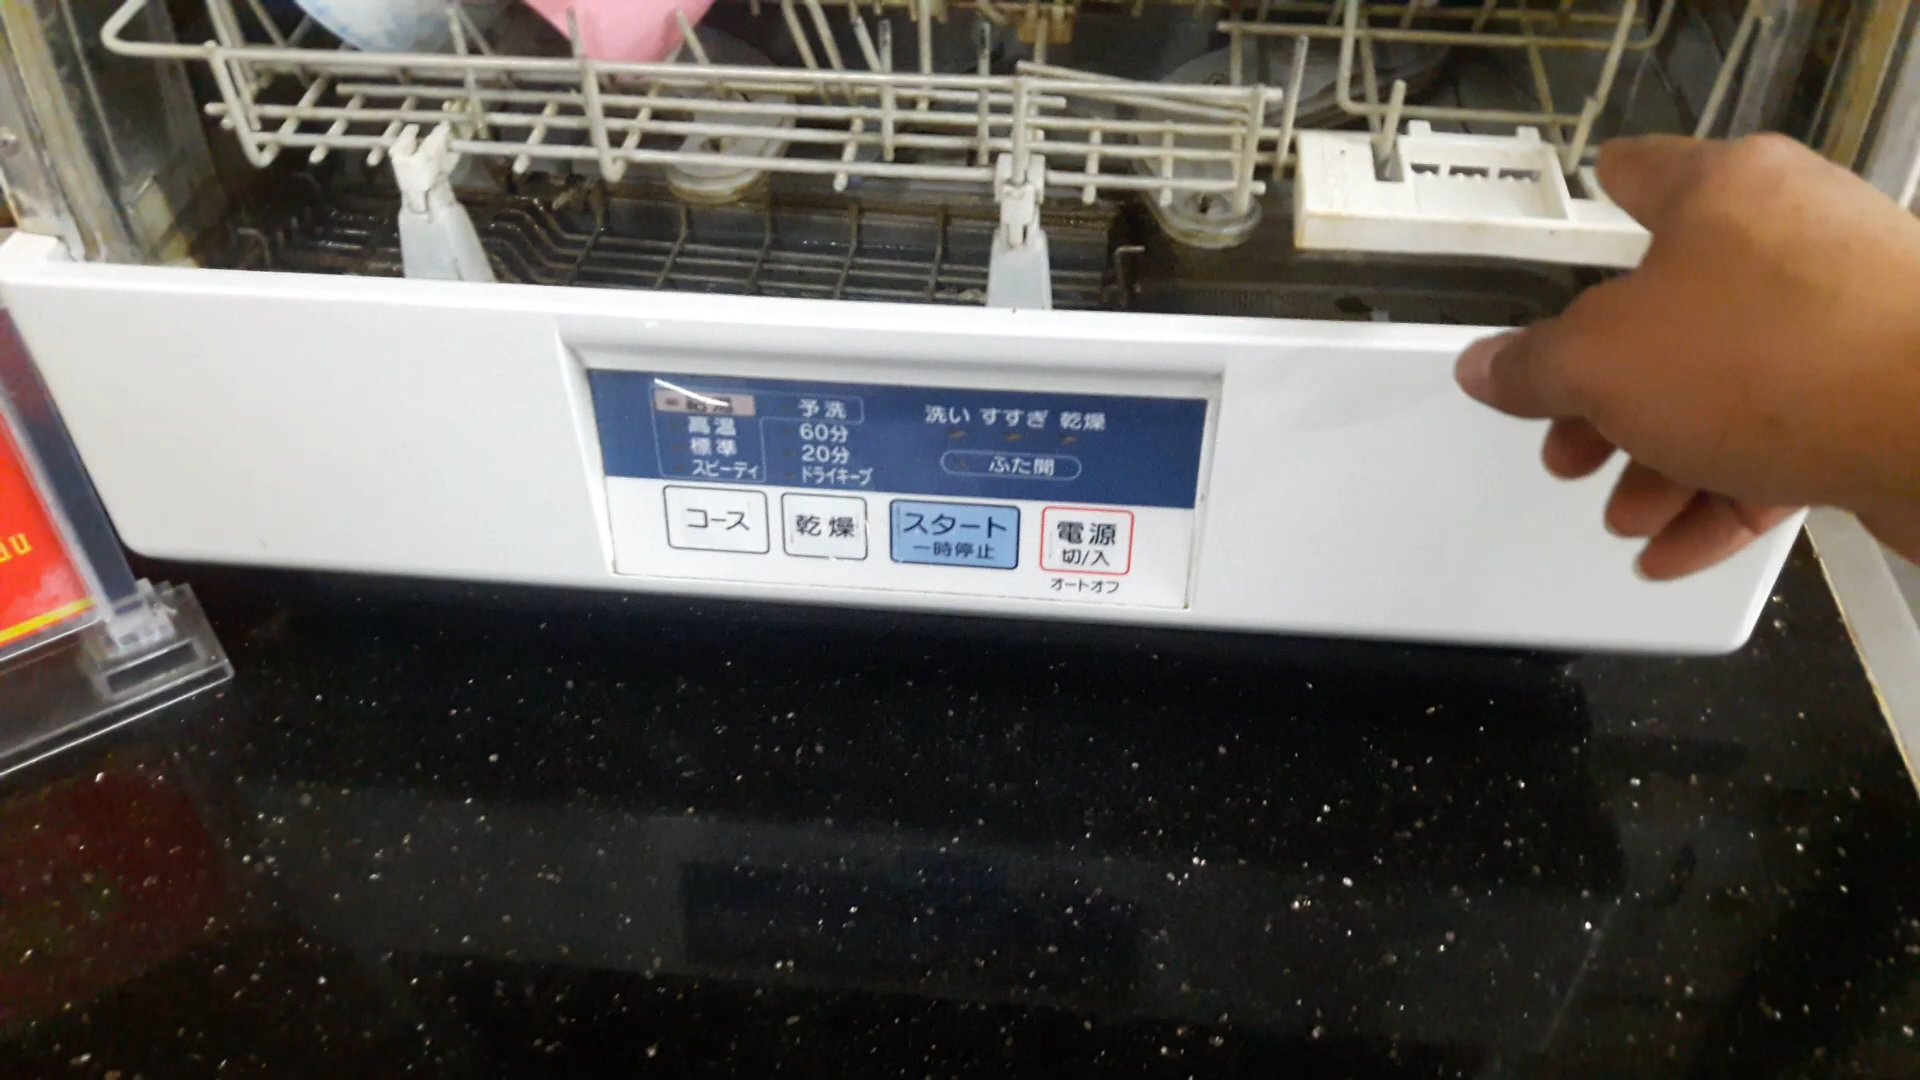 予洗
高温
標準
スピーディ
60分
20分
ドライキープ
洗い すすぎ 乾燥
ふた開
コース
乾燥
スタート
一時停止
電源
切/入
オートオフ